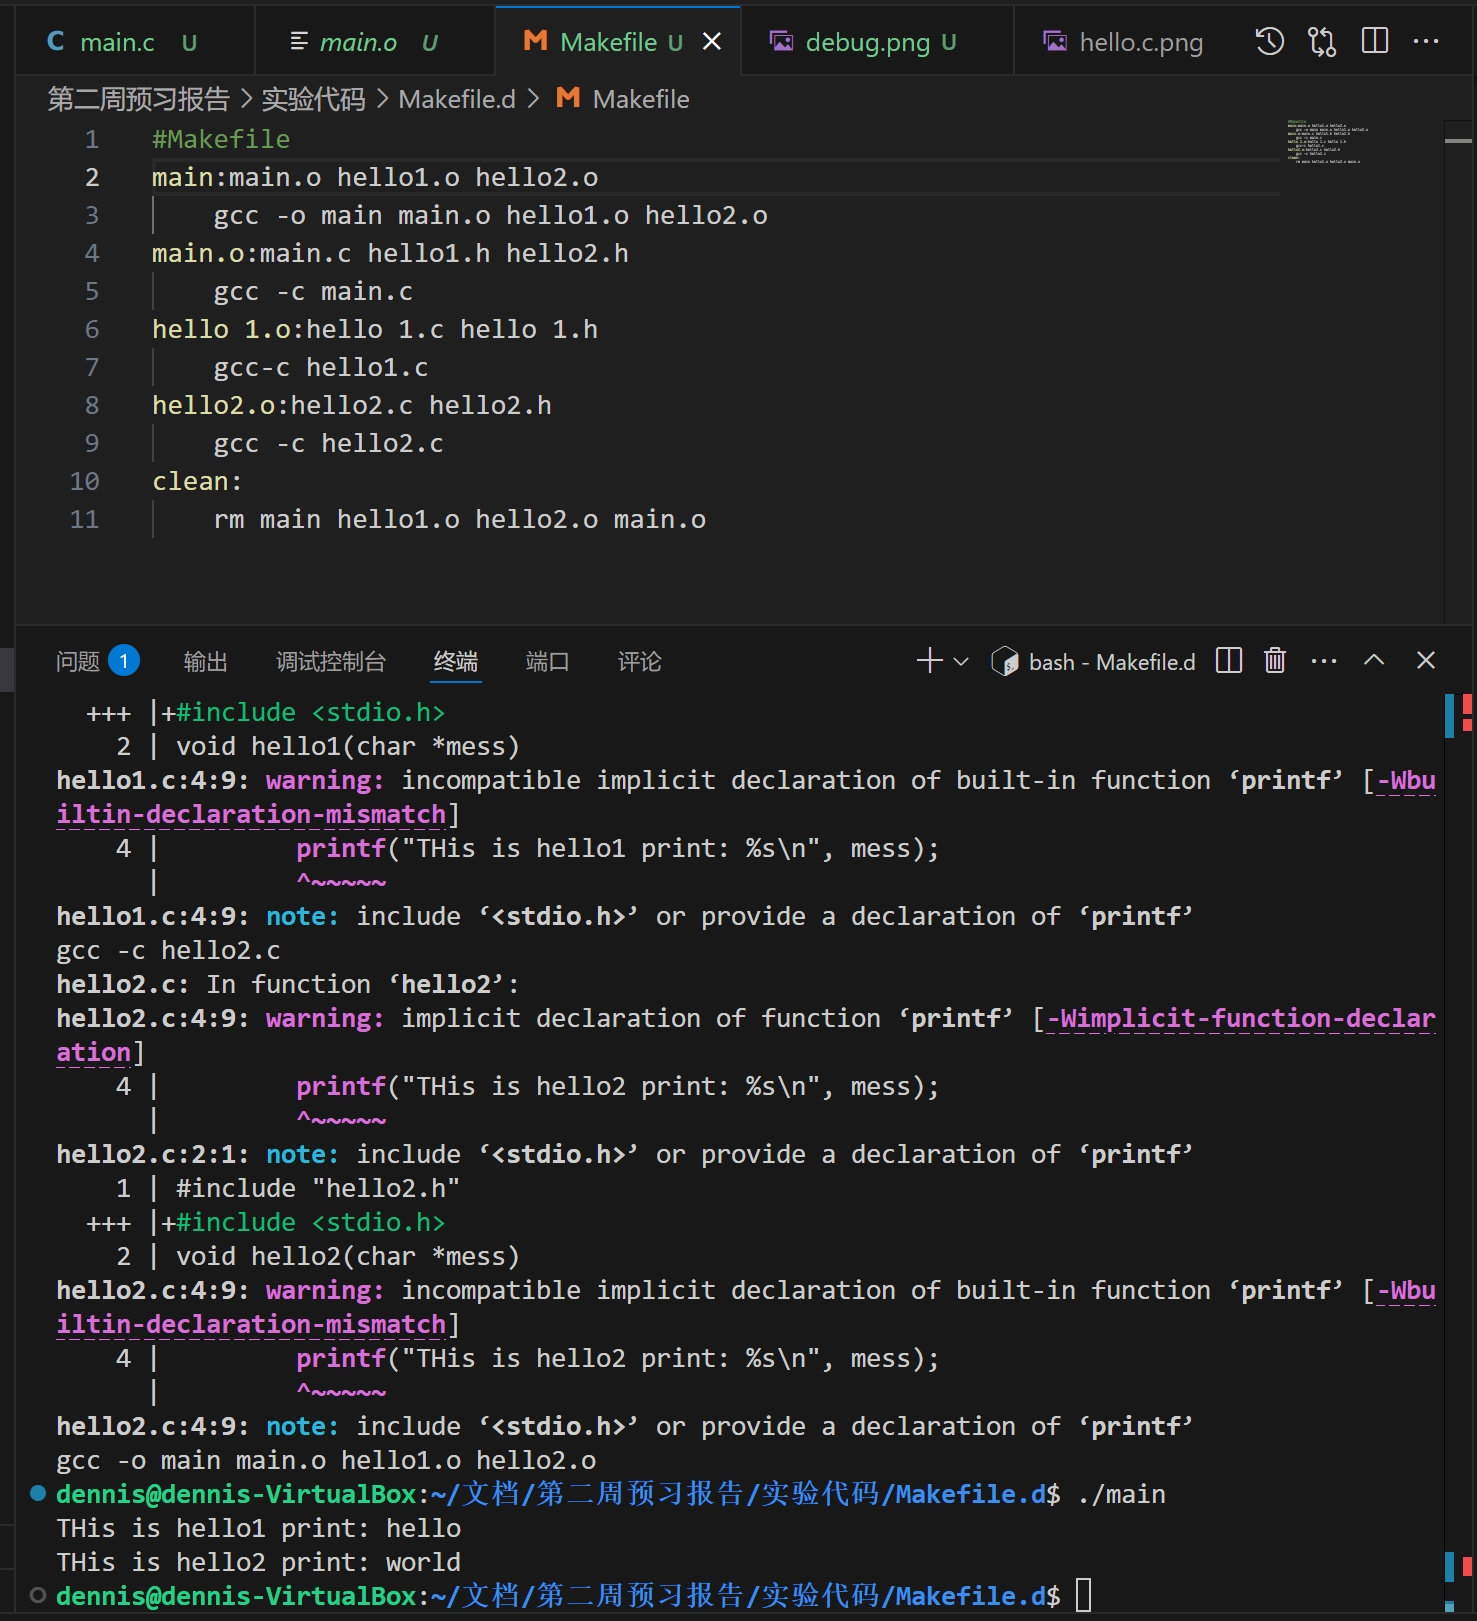 main.c U main.o U Makefile U debug.png U hello.c.png
第二周预习报告 > 实验代码 > Makefile.d > Makefile
1 #Makefile
2 main:main.o hello1.o hello2.o
3 gcc -o main main.o hello1.o hello2.o
4 main.o:main.c hello1.h hello2.h
5 gcc -c main.c
6 hello 1.o:hello 1.c hello 1.h
7 gcc-c hello1.c
8 hello2.o:hello2.c hello2.h
9 gcc -c hello2.c
10 clean:
11 rm main hello1.o hello2.o main.o
问题 1 输出 调试控制台 终端 端口 评论 bash - Makefile.d
+++ |+#include <stdio.h>
2 | void hello1(char *mess)
hello1.c:4:9: warning: incompatible implicit declaration of built-in function ‘printf’ [-Wbu
iltin-declaration-mismatch]
4 | printf("THis is hello1 print: %s\n", mess);
| ^~~~~~
hello1.c:4:9: note: include ‘<stdio.h>’ or provide a declaration of ‘printf’
gcc -c hello2.c
hello2.c: In function ‘hello2’:
hello2.c:4:9: warning: implicit declaration of function ‘printf’ [-Wimplicit-function-declar
ation]
4 | printf("THis is hello2 print: %s\n", mess);
| ^~~~~~
hello2.c:2:1: note: include ‘<stdio.h>’ or provide a declaration of ‘printf’
1 | #include "hello2.h"
+++ |+#include <stdio.h>
2 | void hello2(char *mess)
hello2.c:4:9: warning: incompatible implicit declaration of built-in function ‘printf’ [-Wbu
iltin-declaration-mismatch]
4 | printf("THis is hello2 print: %s\n", mess);
| ^~~~~~
hello2.c:4:9: note: include ‘<stdio.h>’ or provide a declaration of ‘printf’
gcc -o main main.o hello1.o hello2.o
dennis@dennis-VirtualBox:~/文档/第二周预习报告/实验代码/Makefile.d$ ./main
THis is hello1 print: hello
THis is hello2 print: world
dennis@dennis-VirtualBox:~/文档/第二周预习报告/实验代码/Makefile.d$